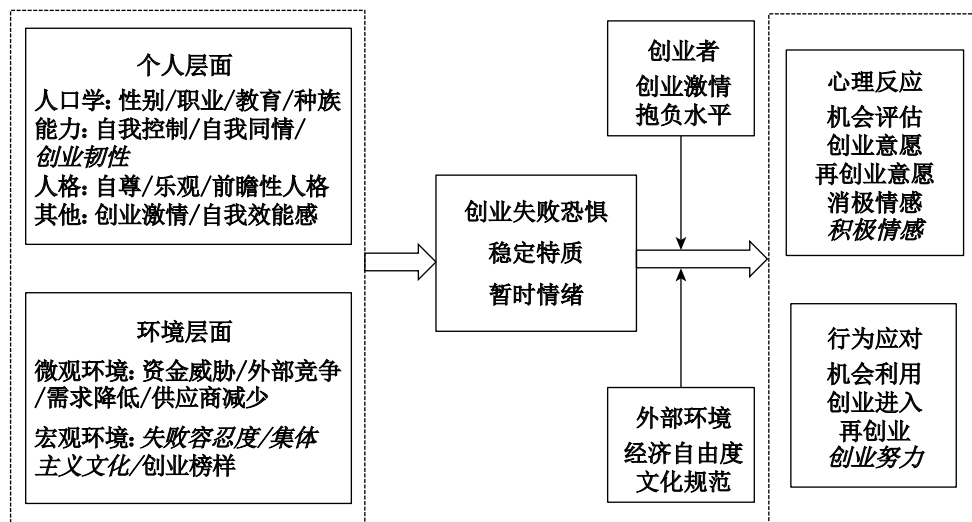 个人层面
人口学: 性别/职业/教育/种族
能力: 自我控制/自我同情/
创业韧性
人格: 自尊/乐观/前瞻性人格
其他: 创业激情/自我效能感
环境层面
微观环境: 资金威胁/外部竞争
/需求降低/供应商减少
宏观环境: 失败容忍度/集体
主义文化/创业榜样
创业失败恐惧
稳定特质
暂时情绪
创业者
创业激情
抱负水平
外部环境
经济自由度
文化规范
心理反应
机会评估
创业意愿
再创业意愿
消极情感
积极情感
行为应对
机会利用
创业进入
再创业
创业努力